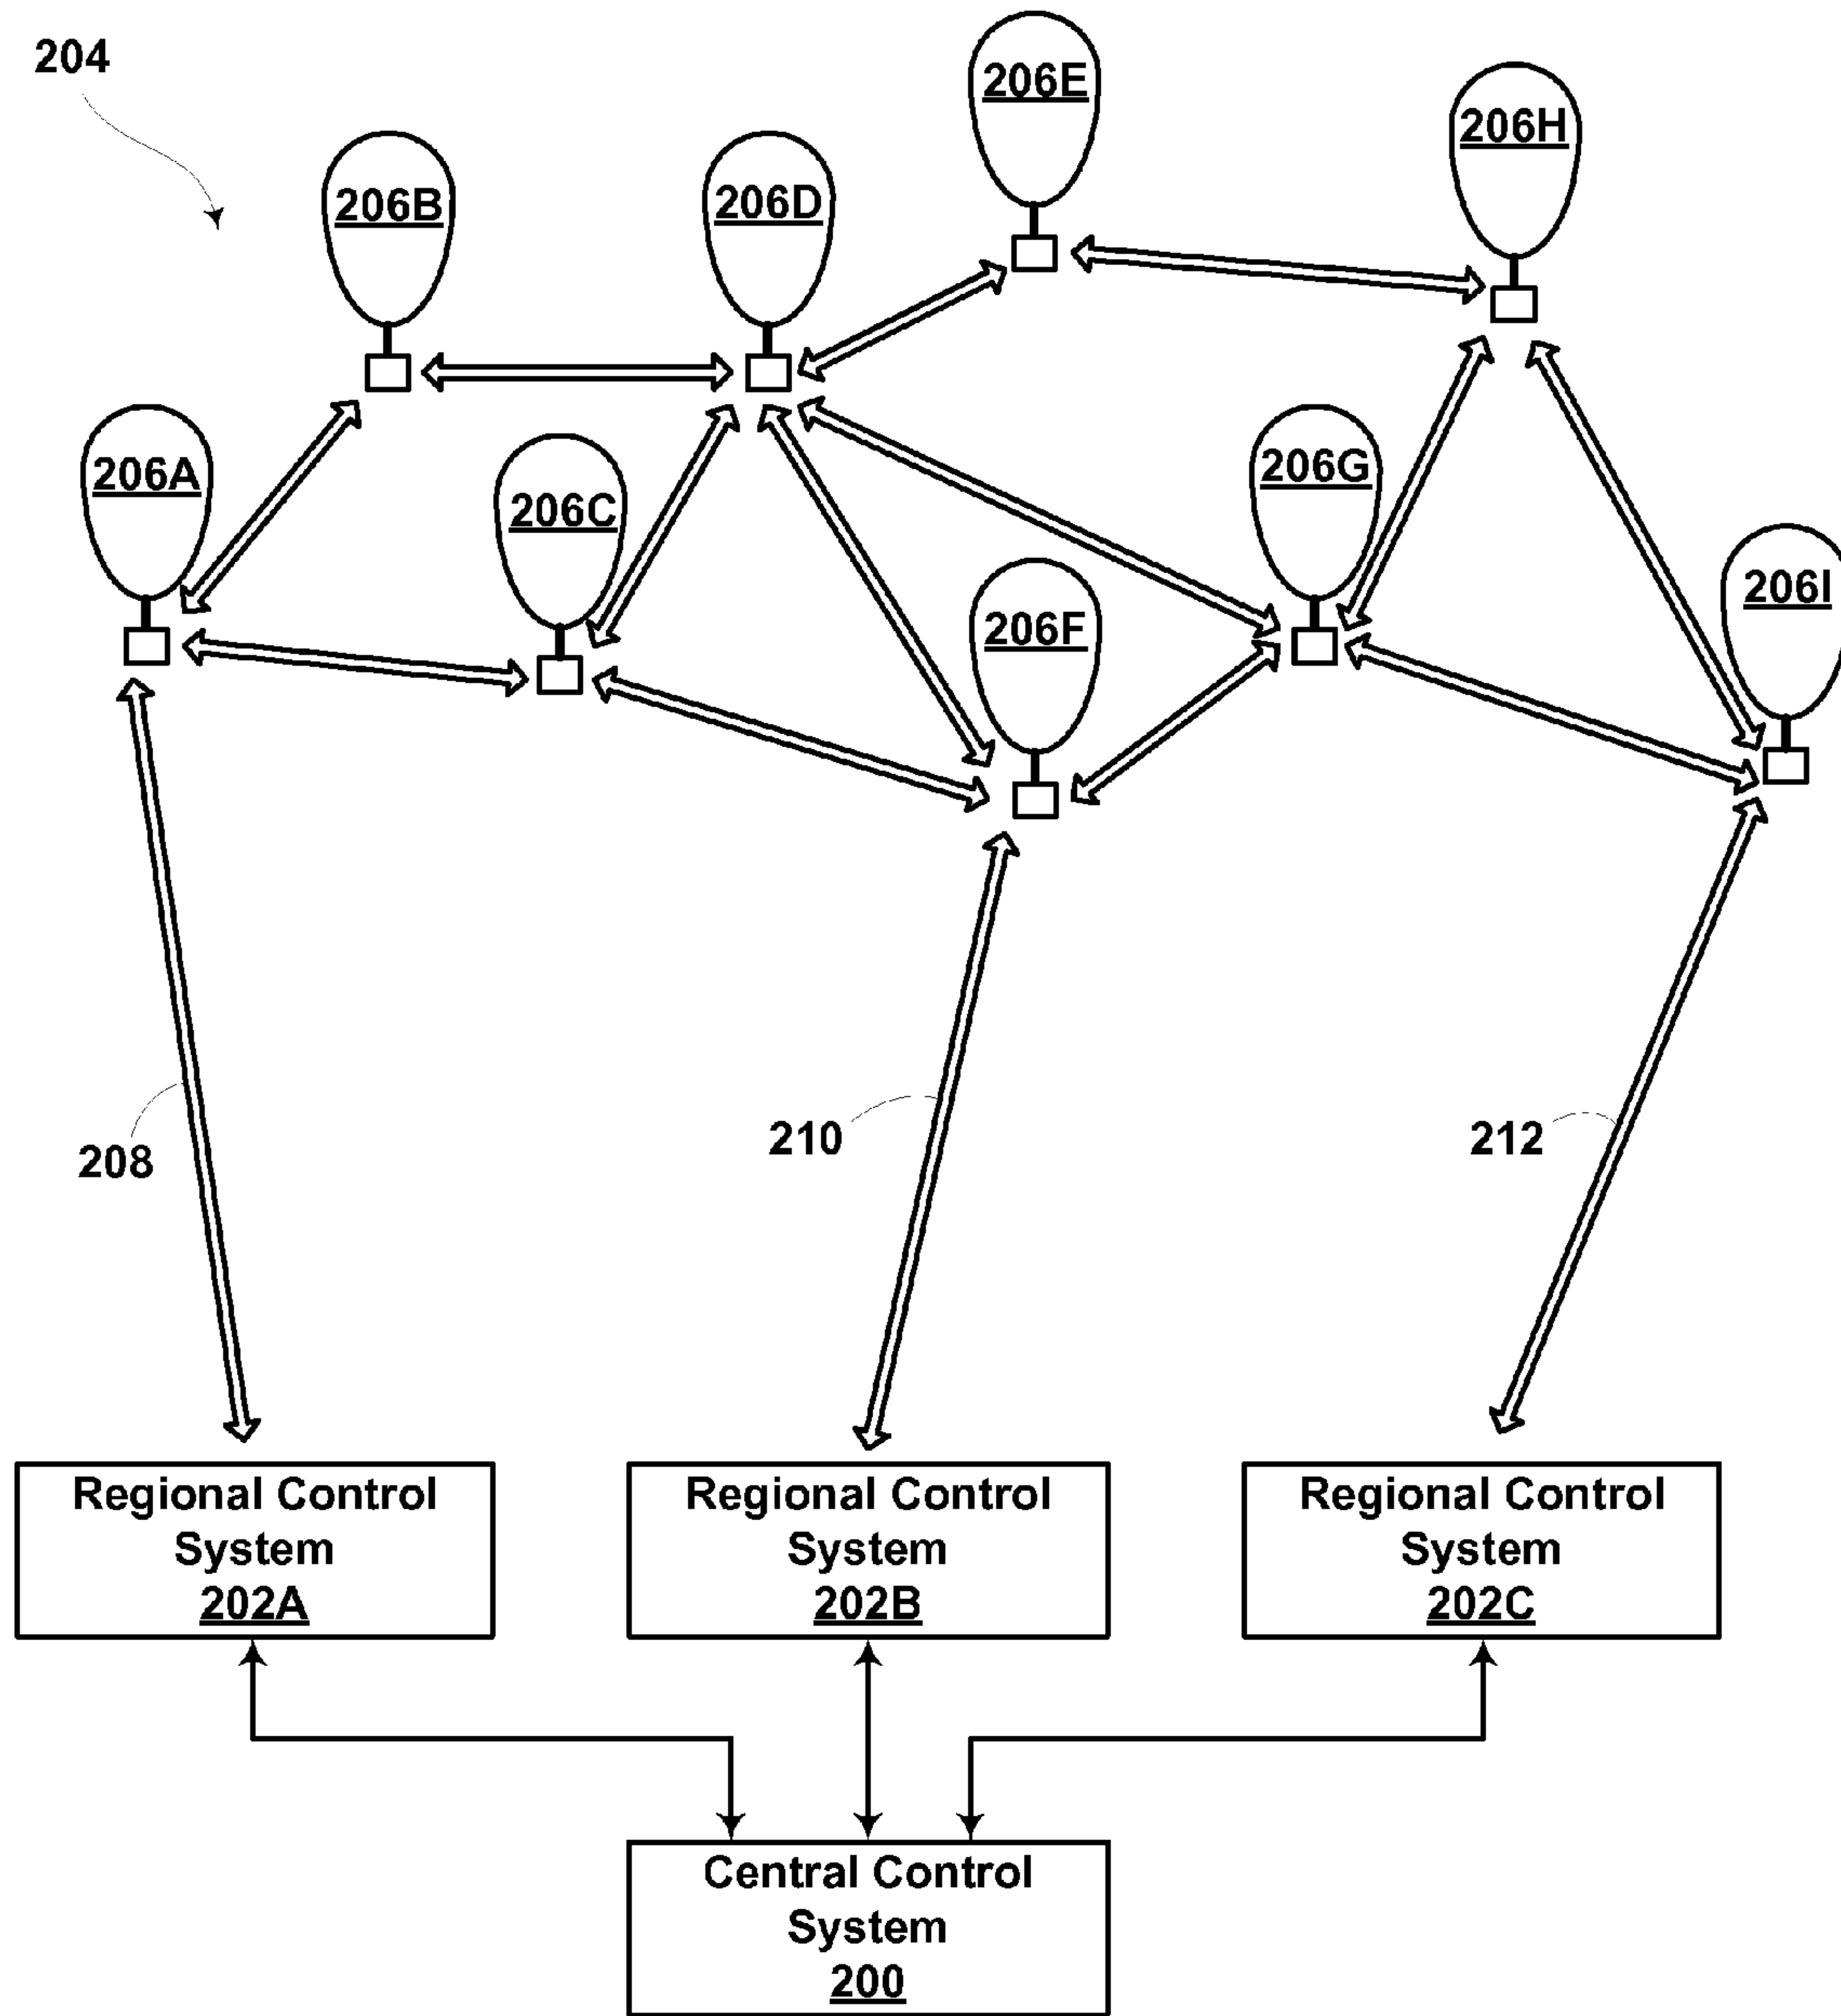 204
206E
206H
206B
206D
206A
206C
206G
206F
206I
208
210
212
Regional Control
System
202A
Regional Control
System
202B
Regional Control
System
202C
Central Control
System
200